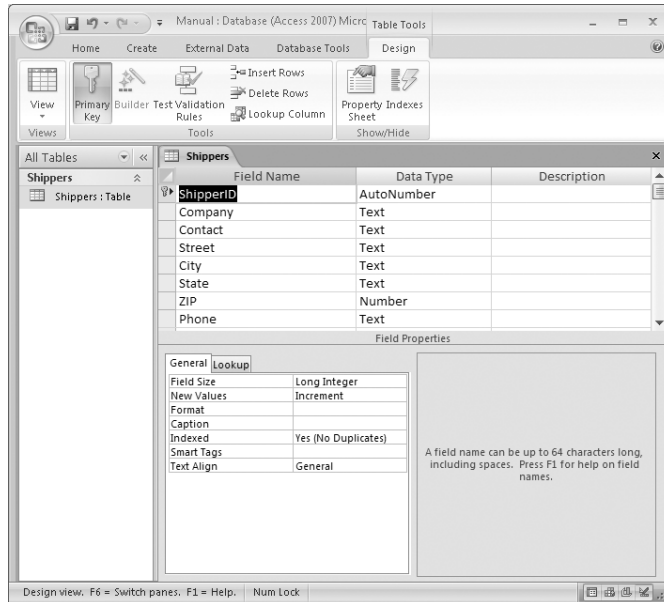 Manual : Database (Access 2007) Micrc Table Tools
Home Create External Data Database Tools Design
View
Primary Key
Builder
Test Validation Rules
Insert Rows
Delete Rows
Lookup Column
Property Sheet
Indexes
Views Tools Show/Hide
All Tables
Shippers
Shippers : Table
Shippers
Field Name Data Type Description
ShipperID AutoNumber
Company Text
Contact Text
Street Text
City Text
State Text
ZIP Number
Phone Text
Field Properties
General Lookup
Field Size Long Integer
New Values Increment
Format
Caption
Indexed Yes (No Duplicates)
Smart Tags
Text Align General
A field name can be up to 64 characters long,
including spaces. Press F1 for help on field
names.
Design view. F6 = Switch panes. F1 = Help. Num Lock